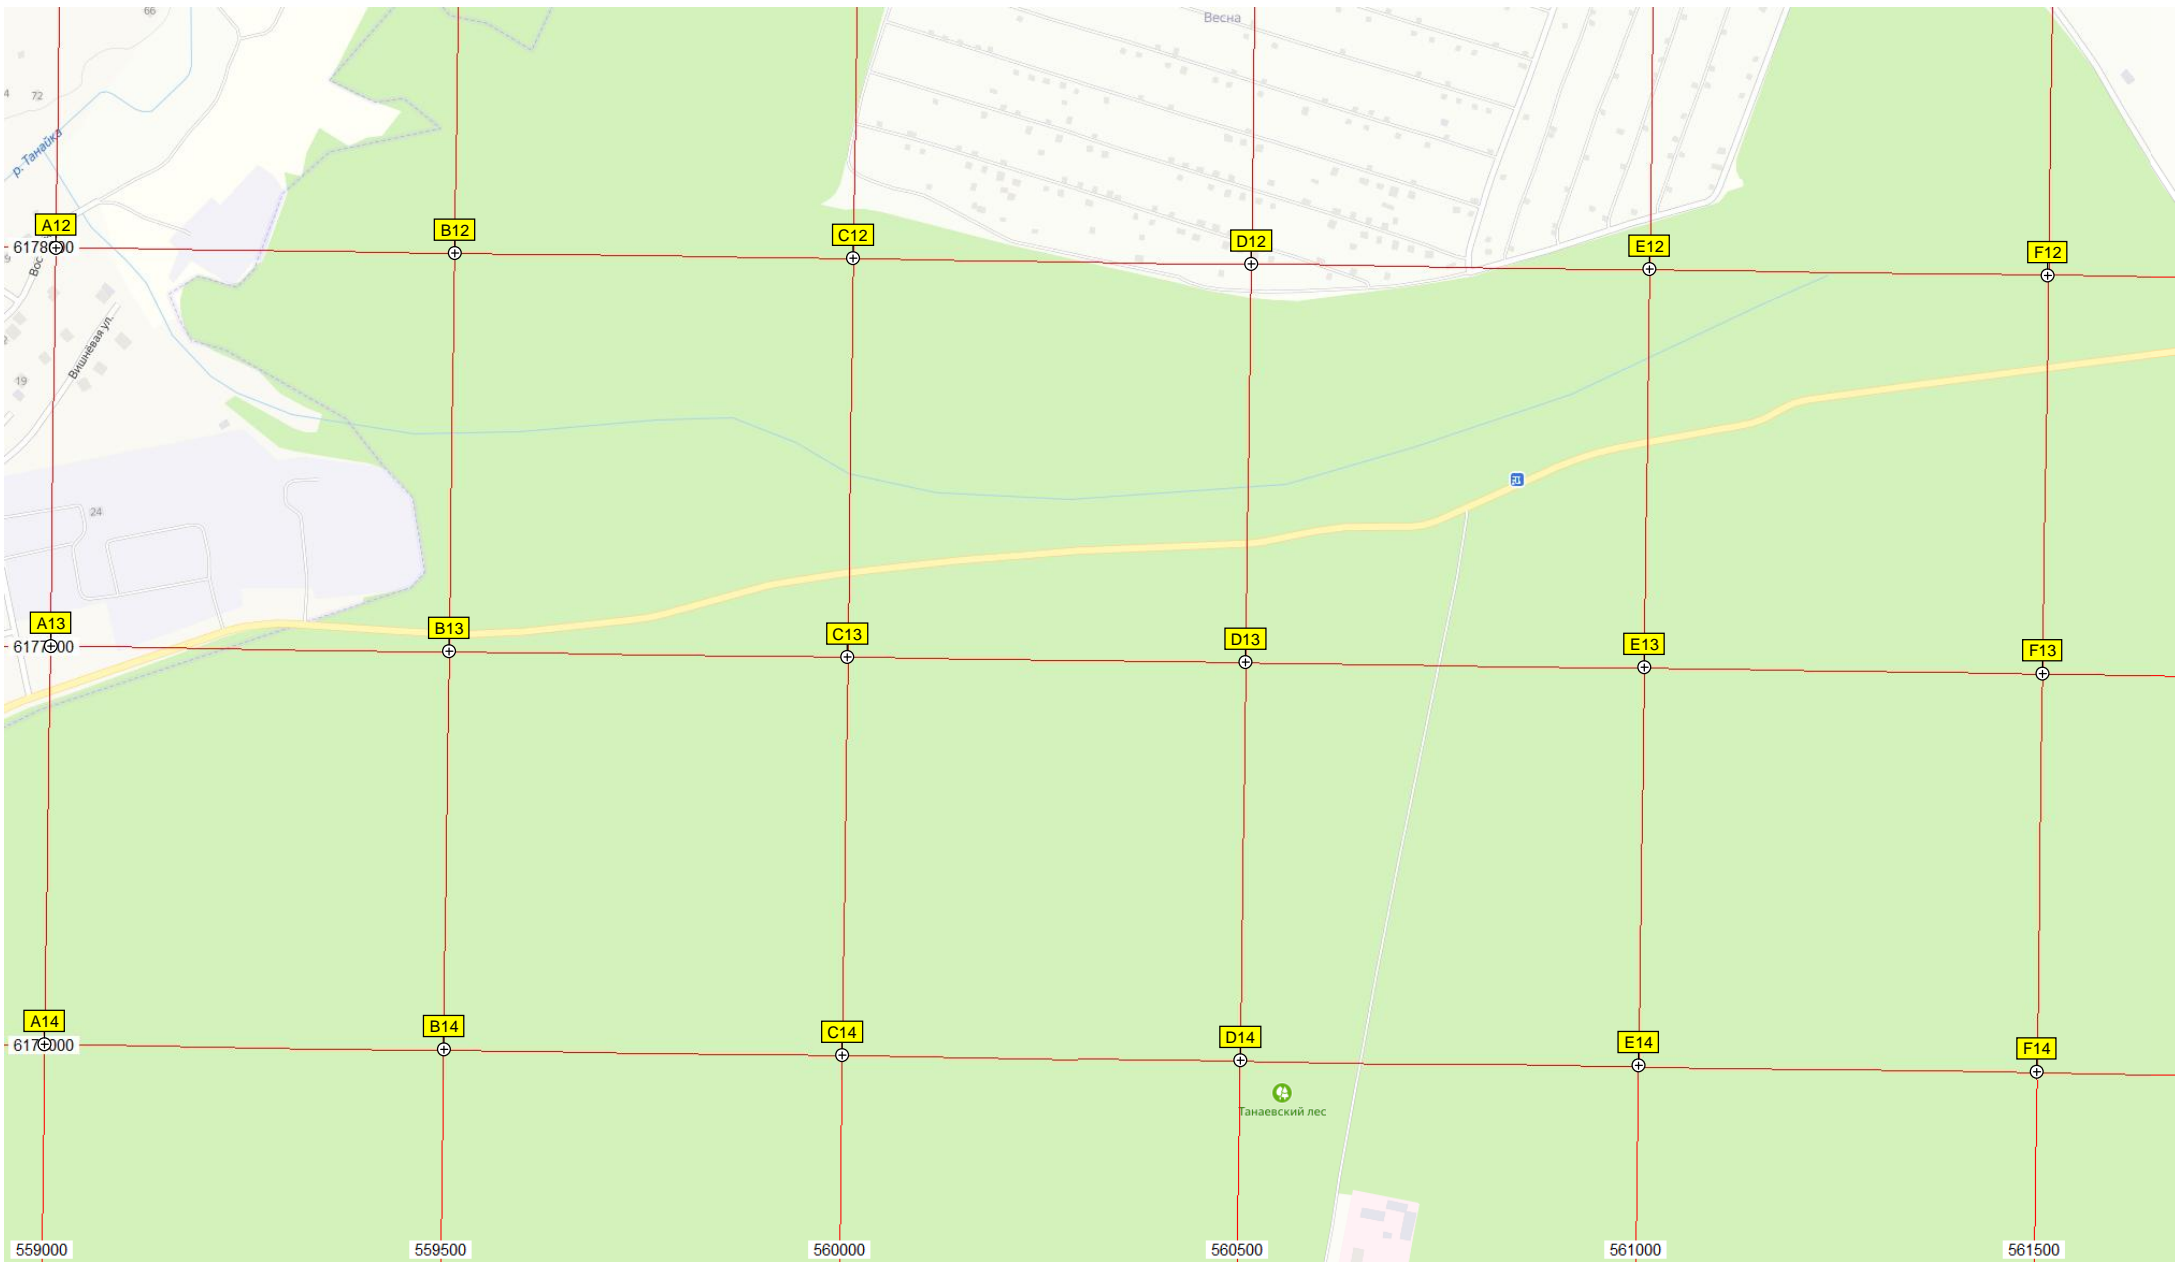 66
Весна
4
72
р. Танайка
A12
B12
C12
D12
E12
F12
Вос
Вишнёвая ул.
19
24
A13
B13
C13
D13
E13
F13
A14
B14
C14
D14
E14
F14
Танаевский лес
559000
559500
560000
560500
561000
561500